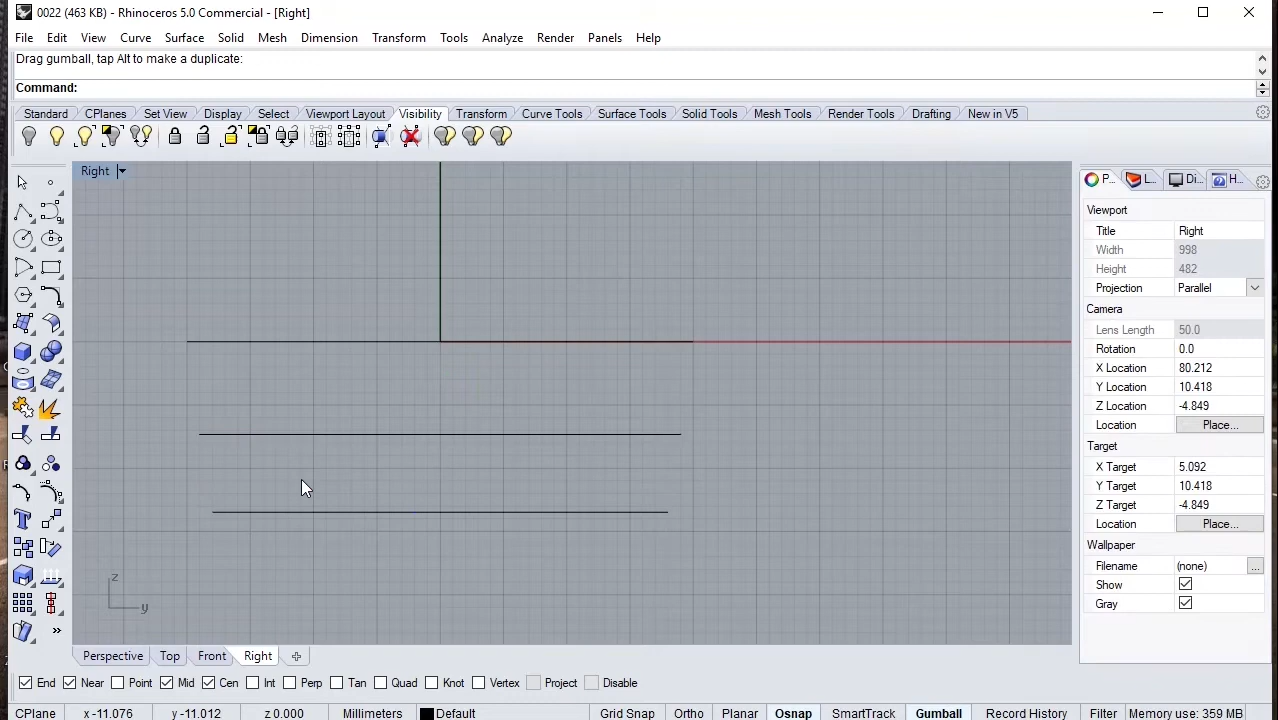 0022 (463 KB) - Rhinoceros 5.0 Commercial - [Right]
File Edit View Curve Surface Solid Mesh Dimension Transform Tools Analyze Render Panels Help
Drag gumball, tap Alt to make a duplicate:
Command:
Standard CPlanes Set View Display Select Viewport Layout Visibility Transform Curve Tools Surface Tools Solid Tools Mesh Tools Render Tools Drafting New in V5
Right
P... L... Di... H...
Viewport
Title Right
Width 998
Height 482
Projection Parallel
Camera
Lens Length 50.0
Rotation 0.0
X Location 80.212
Y Location 10.418
Z Location -4.849
Location Place...
Target
X Target 5.092
Y Target 10.418
Z Target -4.849
Location Place...
Wallpaper
Filename (none) ...
Show
Gray
z
y
Perspective Top Front Right
End Near Point Mid Cen Int Perp Tan Quad Knot Vertex Project Disable
CPlane x -11.076 y -11.012 z 0.000 Millimeters Default Grid Snap Ortho Planar Osnap SmartTrack Gumball Record History Filter Memory use: 359 MB